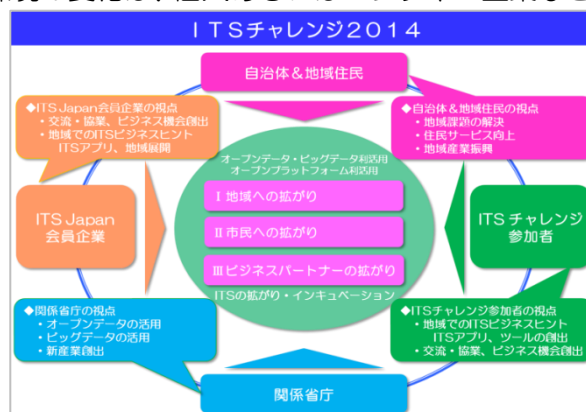 ITSチャレンジ2014
自治体&地域住民
◆ITS Japan会員企業の視点
・交流・協業、ビジネス機会創出
・地域でのITSビジネスヒント
ITSアプリ、地域展開
◆自治体&地域住民の視点
・地域課題の解決
・住民サービス向上
・地域産業振興
オープンデータ・ビッグデータ利活用
オープンプラットフォーム利活用
Ⅰ地域への拡がり
Ⅱ市民への拡がり
Ⅲビジネスパートナーの拡がり
ITSの拡がり・インキュベーション
ITS Japan
会員企業
ITSチャレンジ
参加者
◆関係省庁の視点
・オープンデータの活用
・ビッグデータの活用
・新産業創出
◆ITSチャレンジ参加者の視点
・地域でのITSビジネスヒント
ITSアプリ、ツールの創出
・交流・協業、ビジネス機会創出
関係省庁